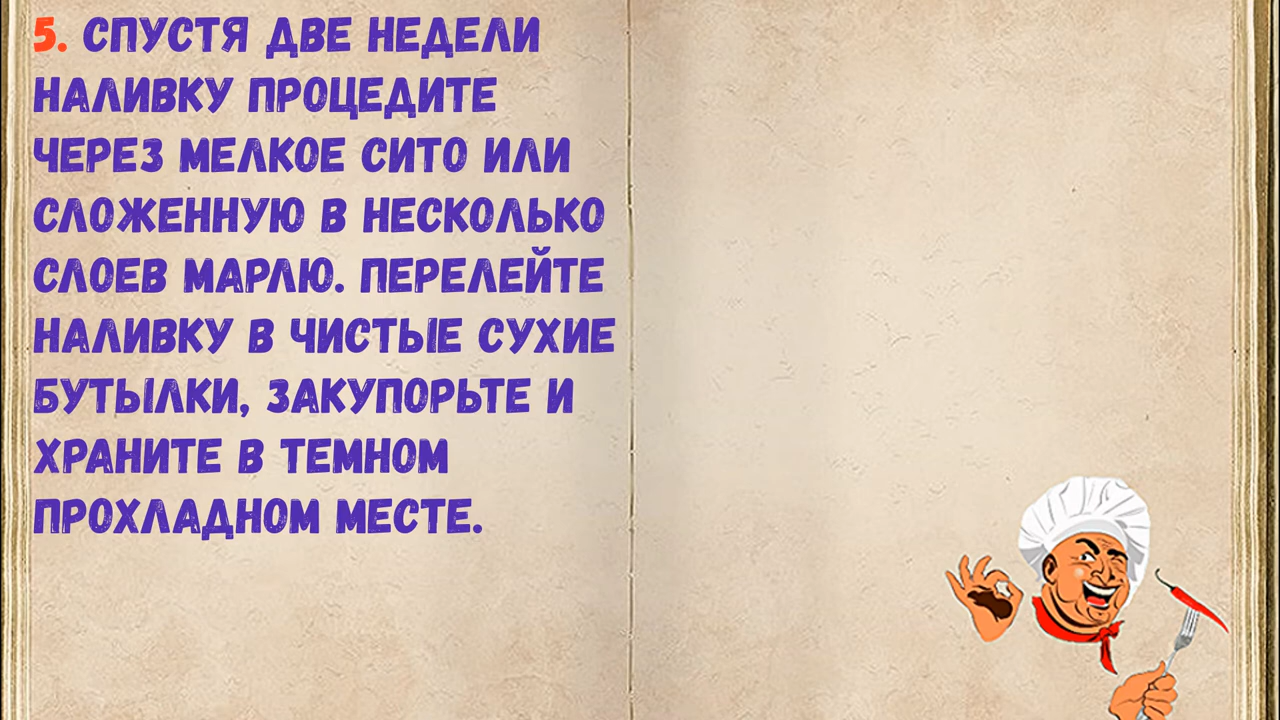 5. СПУСТЯ ДВЕ НЕДЕЛИ
НАЛИВКУ ПРОЦЕДИТЕ
ЧЕРЕЗ МЕЛКОЕ СИТО ИЛИ
СЛОЖЕННУЮ В НЕСКОЛЬКО
СЛОЕВ МАРЛЮ. ПЕРЕЛЕЙТЕ
НАЛИВКУ В ЧИСТЫЕ СУХИЕ
БУТЫЛКИ, ЗАКУПОРЬТЕ И
ХРАНИТЕ В ТЕМНОМ
ПРОХЛАДНОМ МЕСТЕ.